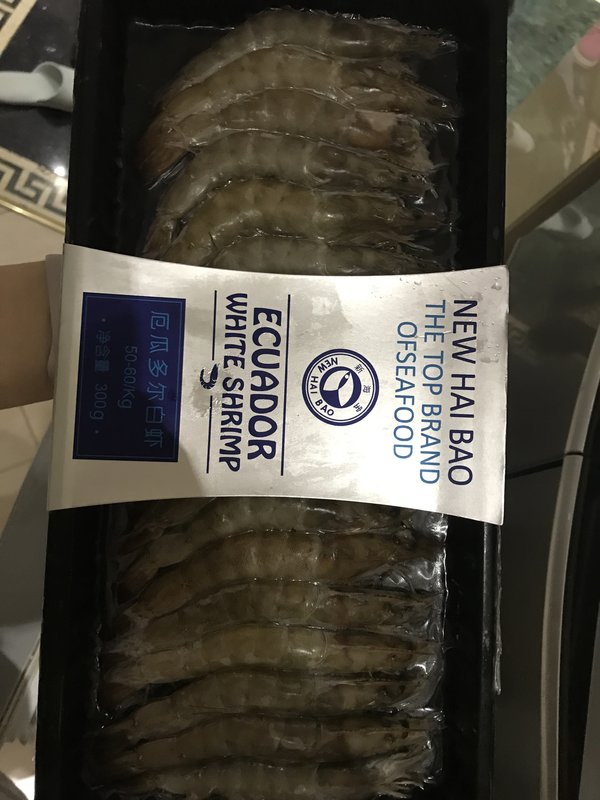 NEW HAI BAO
THE TOP BRAND
OFSEAFOOD
新海宝
NEW HAI BAO
ECUADOR
WHITE SHRIMP
厄瓜多尔白虾
50-60/Kg
·净含量 300g·